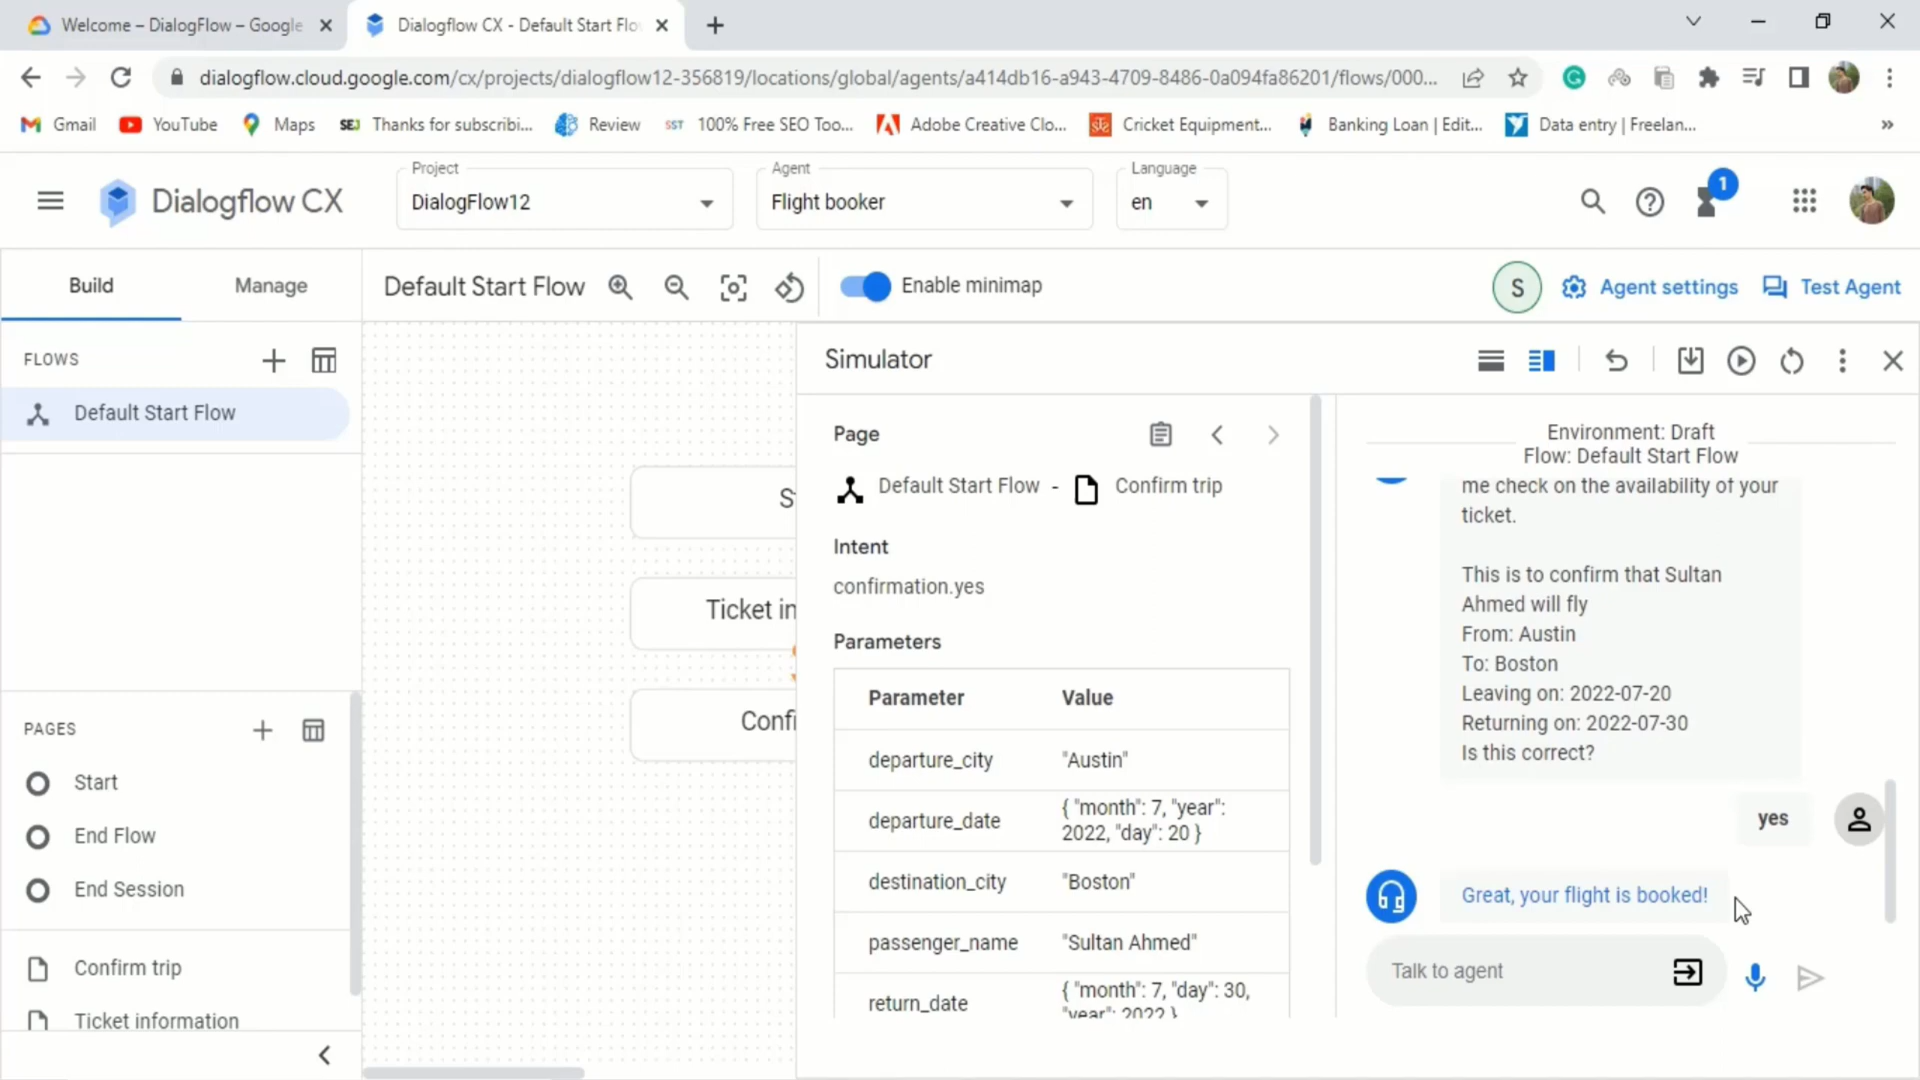 Welcome – DialogFlow – Google
Dialogflow CX - Default Start Flo
dialogflow.cloud.google.com/cx/projects/dialogflow12-356819/locations/global/agents/a414db16-a943-4709-8486-0a094fa86201/flows/000...
Gmail
YouTube
Maps
SEJ
Thanks for subscribi...
Review
SST
100% Free SEO Too...
Adobe Creative Clo...
Cricket Equipment...
Banking Loan | Edit...
Data entry | Freelan...
»
Dialogflow CX
Project
DialogFlow12
Agent
Flight booker
Language
en
1
Build
Manage
Default Start Flow
Enable minimap
S
Agent settings
Test Agent
FLOWS
Default Start Flow
PAGES
Start
End Flow
End Session
Confirm trip
Ticket information
Ticket in
Confi
Simulator
Page
Default Start Flow - Confirm trip
Intent
confirmation.yes
Parameters
Parameter Value
departure_city "Austin"
departure_date { "month": 7, "year":
2022, "day": 20 }
destination_city "Boston"
passenger_name "Sultan Ahmed"
return_date { "month": 7, "day": 30,
"year": 2022 }
Environment: Draft
Flow: Default Start Flow
me check on the availability of your
ticket.
This is to confirm that Sultan
Ahmed will fly
From: Austin
To: Boston
Leaving on: 2022-07-20
Returning on: 2022-07-30
Is this correct?
yes
Great, your flight is booked!
Talk to agent